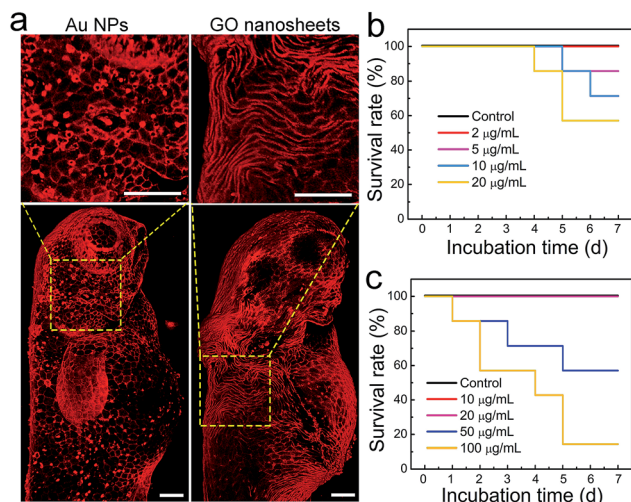 a
Au NPs
GO nanosheets
b
Survival rate (%)
100
80
60
40
20
0
Control
2 μg/mL
5 μg/mL
10 μg/mL
20 μg/mL
0 1 2 3 4 5 6 7
Incubation time (d)
c
Survival rate (%)
100
80
60
40
20
0
Control
10 μg/mL
20 μg/mL
50 μg/mL
100 μg/mL
0 1 2 3 4 5 6 7
Incubation time (d)